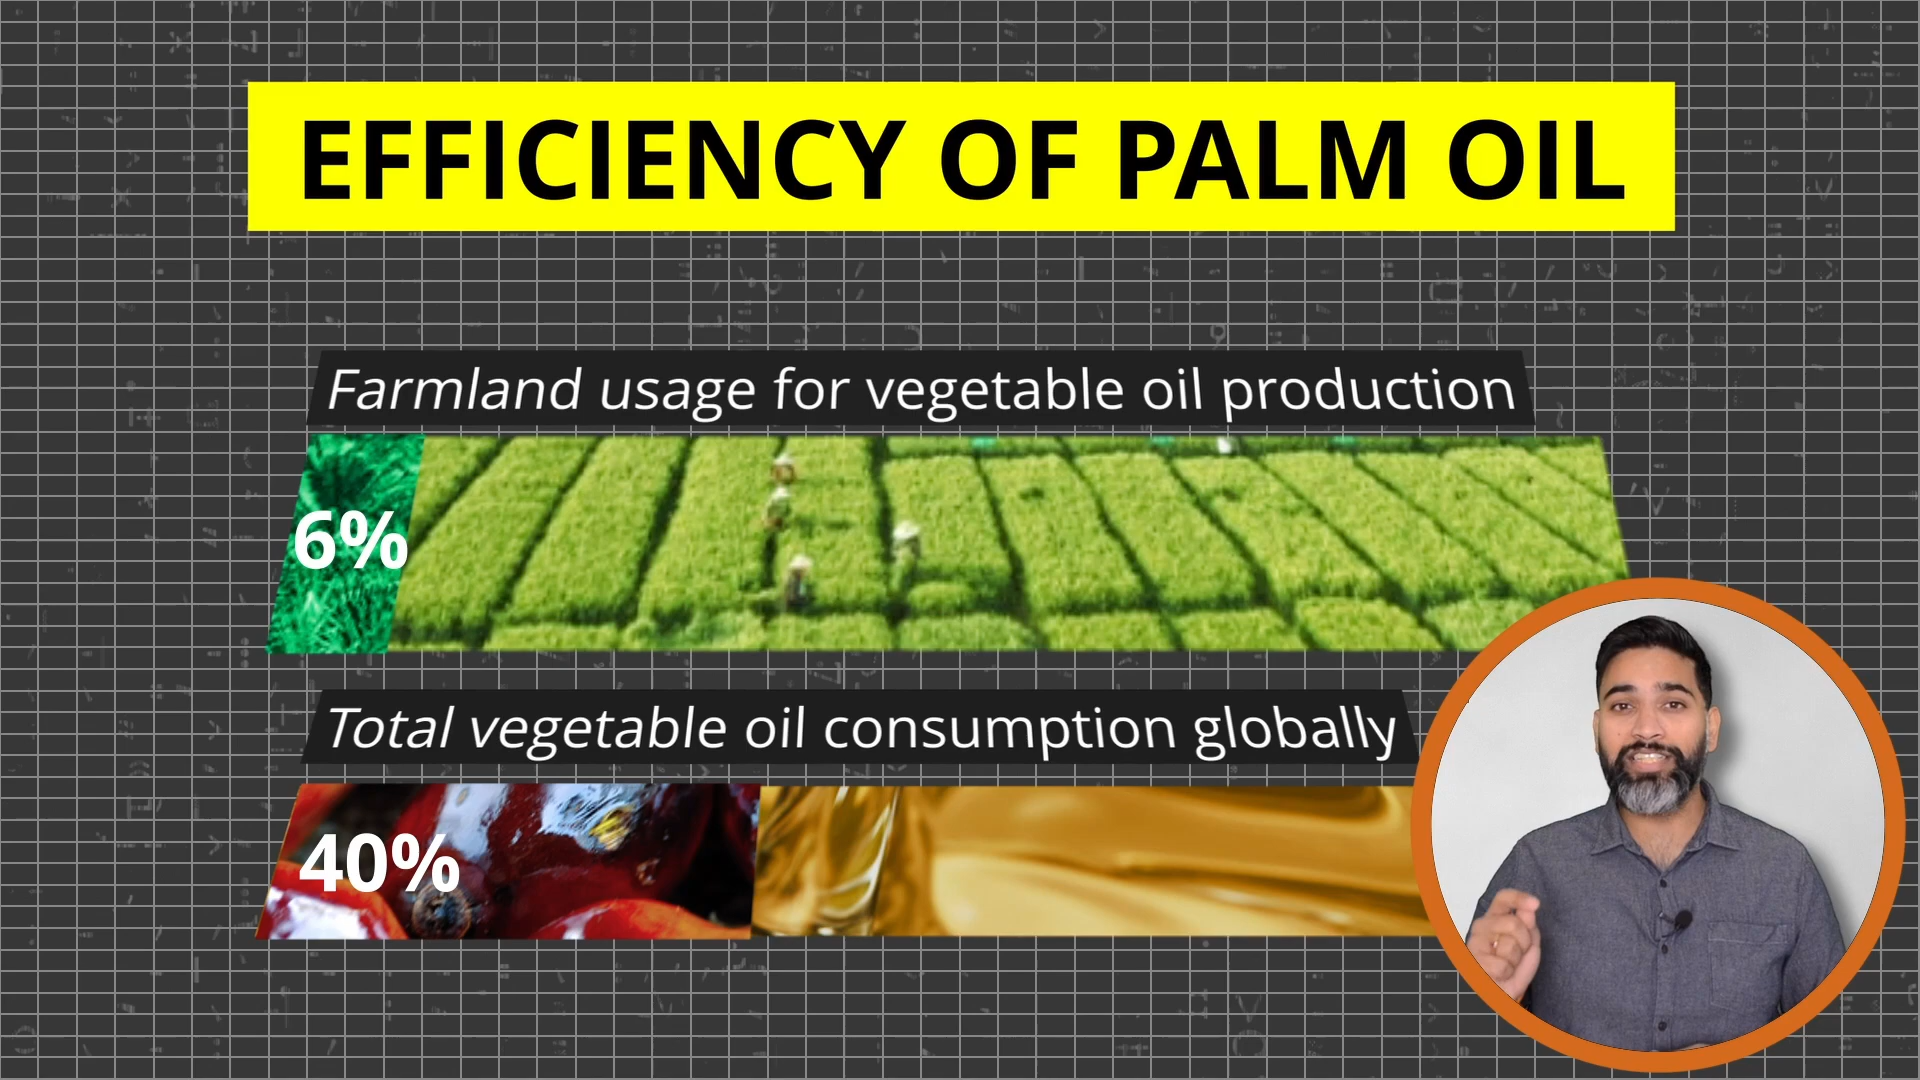 EFFICIENCY OF PALM OIL
Farmland usage for vegetable oil production
6%
Total vegetable oil consumption globally
40%